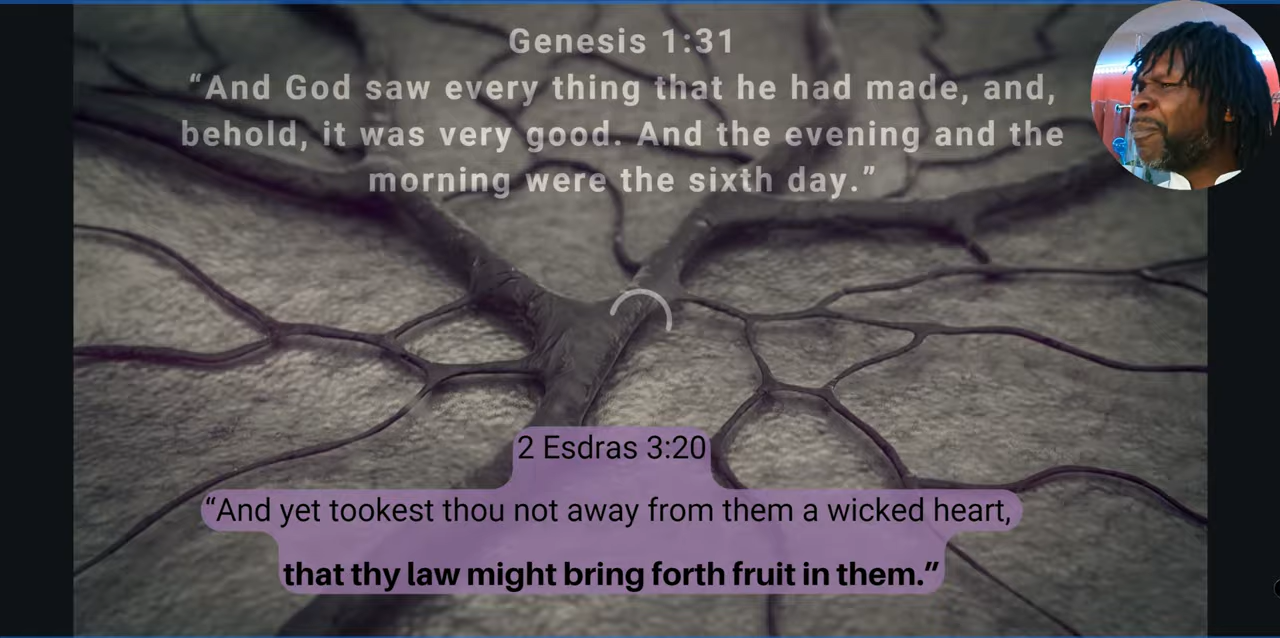 Genesis 1:31
“And God saw every thing that he had made, and,
behold, it was very good. And the evening and the
morning were the sixth day.”
2 Esdras 3:20
“And yet tookest thou not away from them a wicked heart,
that thy law might bring forth fruit in them.”